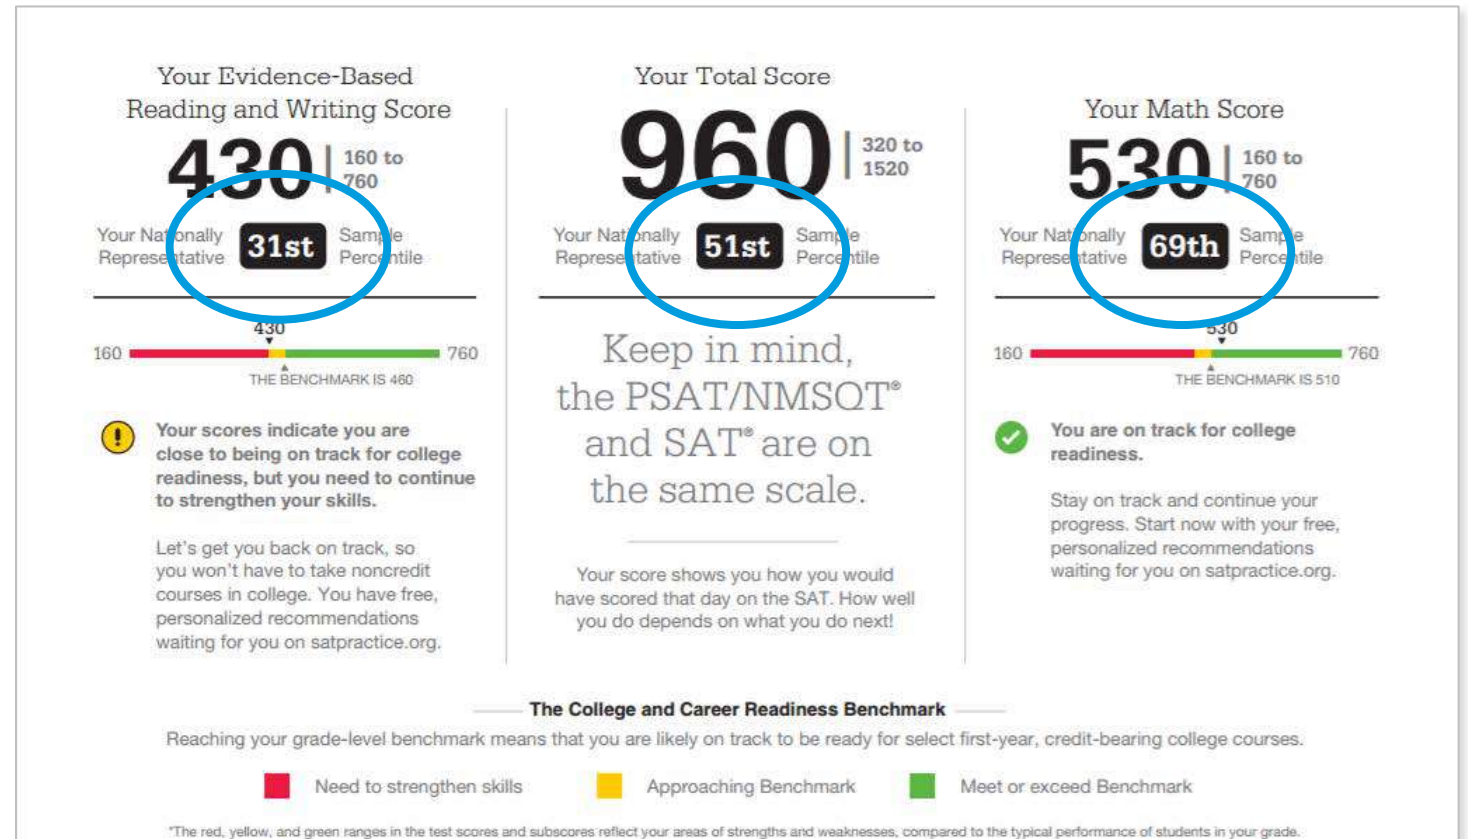 Your Evidence-Based
Reading and Writing Score
430
160 to
760
Your Nationally
Representative
31st
Sample
Percentile
430
160
760
THE BENCHMARK IS 460
Your scores indicate you are
close to being on track for college
readiness, but you need to continue
to strengthen your skills.
Let's get you back on track, so
you won't have to take noncredit
courses in college. You have free,
personalized recommendations
waiting for you on satpractice.org.
Your Total Score
960
320 to
1520
Your Nationally
Representative
51st
Sample
Percentile
Keep in mind,
the PSAT/NMSQT®
and SAT® are on
the same scale.
Your score shows you how you would
have scored that day on the SAT. How well
you do depends on what you do next!
Your Math Score
530
160 to
760
Your Nationally
Representative
69th
Sample
Percentile
530
160
760
THE BENCHMARK IS 510
You are on track for college
readiness.
Stay on track and continue your
progress. Start now with your free,
personalized recommendations
waiting for you on satpractice.org.
The College and Career Readiness Benchmark
Reaching your grade-level benchmark means that you are likely on track to be ready for select first-year, credit-bearing college courses.
Need to strengthen skills
Approaching Benchmark
Meet or exceed Benchmark
*The red, yellow, and green ranges in the test scores and subscores reflect your areas of strengths and weaknesses, compared to the typical performance of students in your grade.